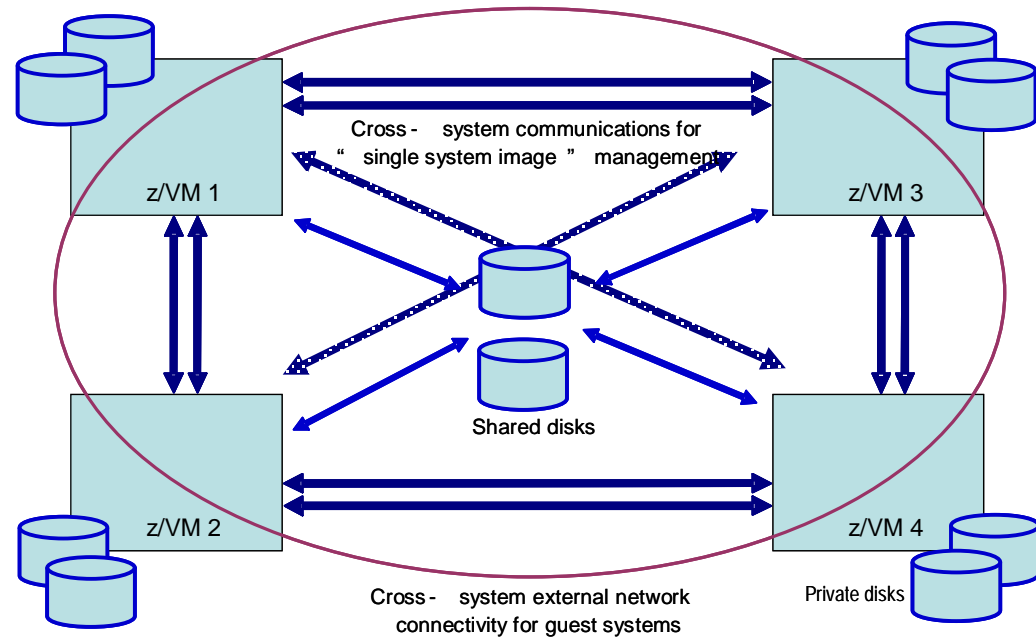 Cross - system communications for
“ single system image ” management
z/VM 1
z/VM 3
Shared disks
z/VM 2
z/VM 4
Private disks
Cross - system external network
connectivity for guest systems